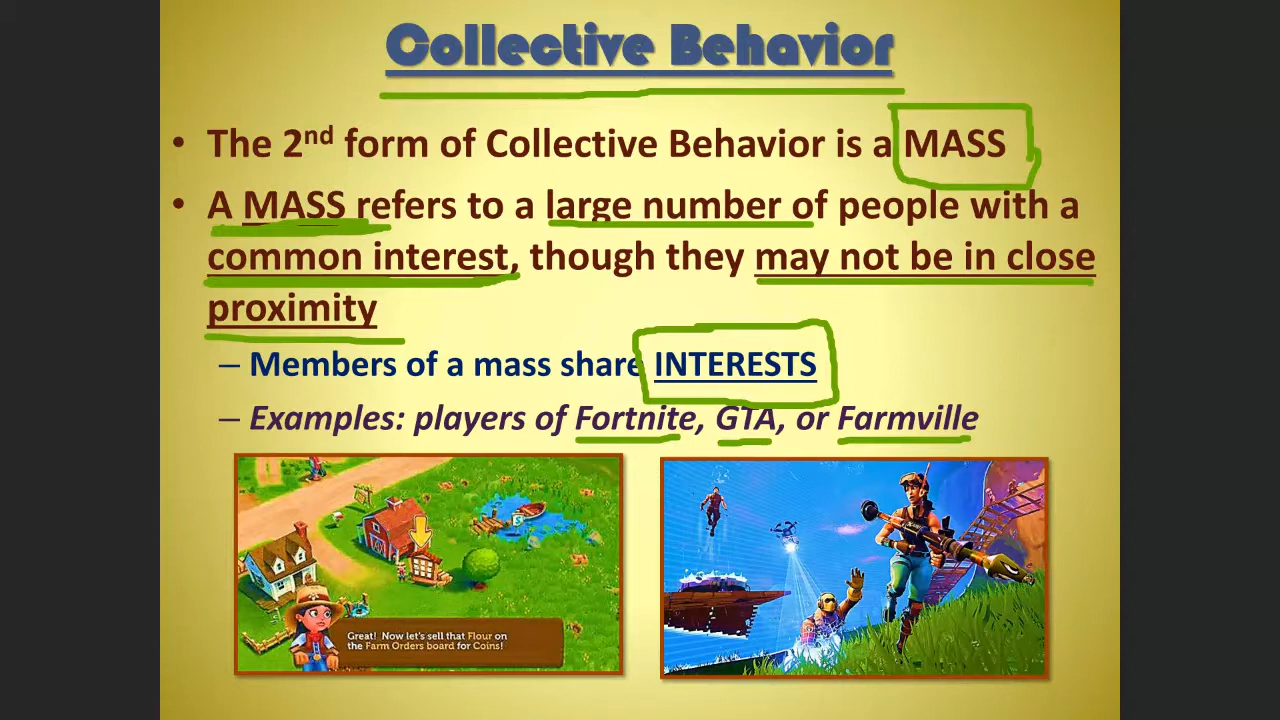 Collective Behavior
• The 2nd form of Collective Behavior is a MASS
• A MASS refers to a large number of people with a
common interest, though they may not be in close
proximity
– Members of a mass share INTERESTS
– Examples: players of Fortnite, GTA, or Farmville
Great! Now let's sell that Flour on
the Farm Orders board for Coins!